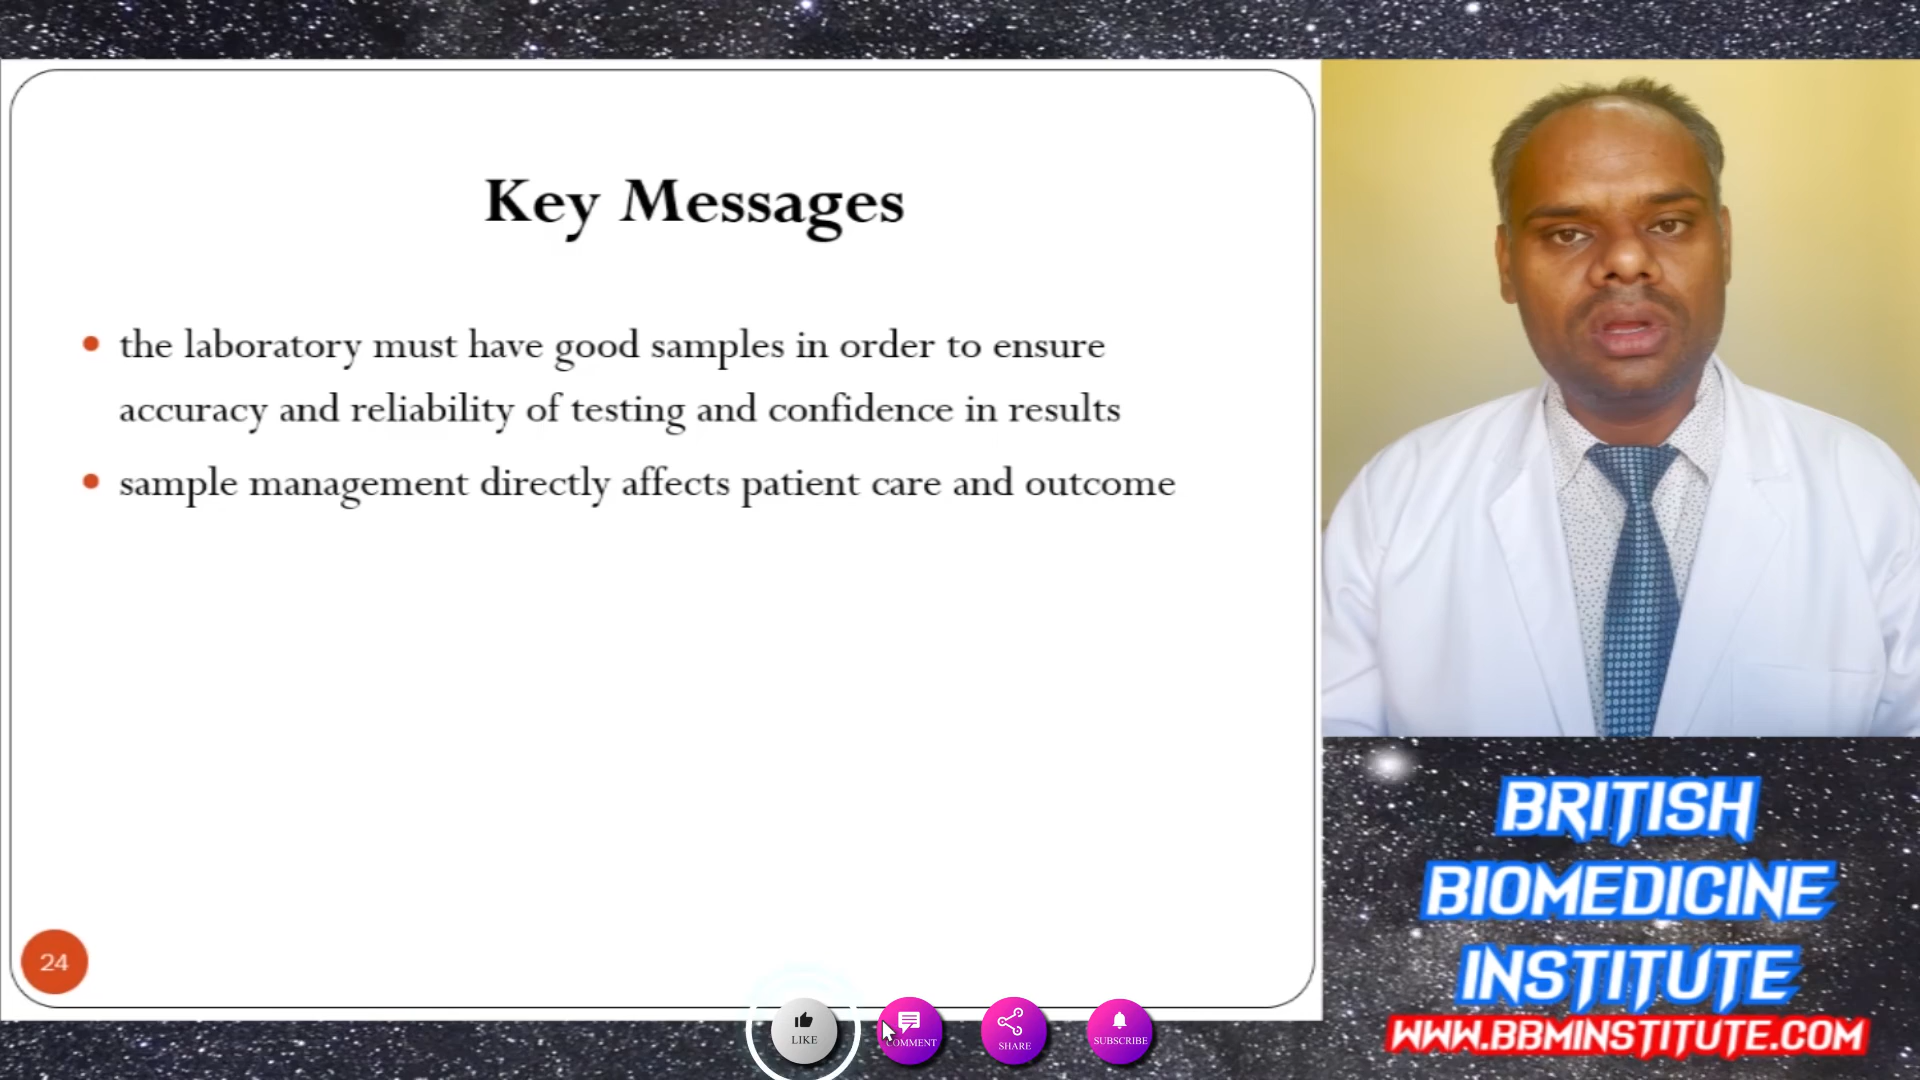 Key Messages
the laboratory must have good samples in order to ensure
accuracy and reliability of testing and confidence in results
sample management directly affects patient care and outcome
24
LIKE
COMMENT
SHARE
SUBSCRIBE
BRITISH
BIOMEDICINE
INSTITUTE
WWW.BBMINSTITUTE.COM